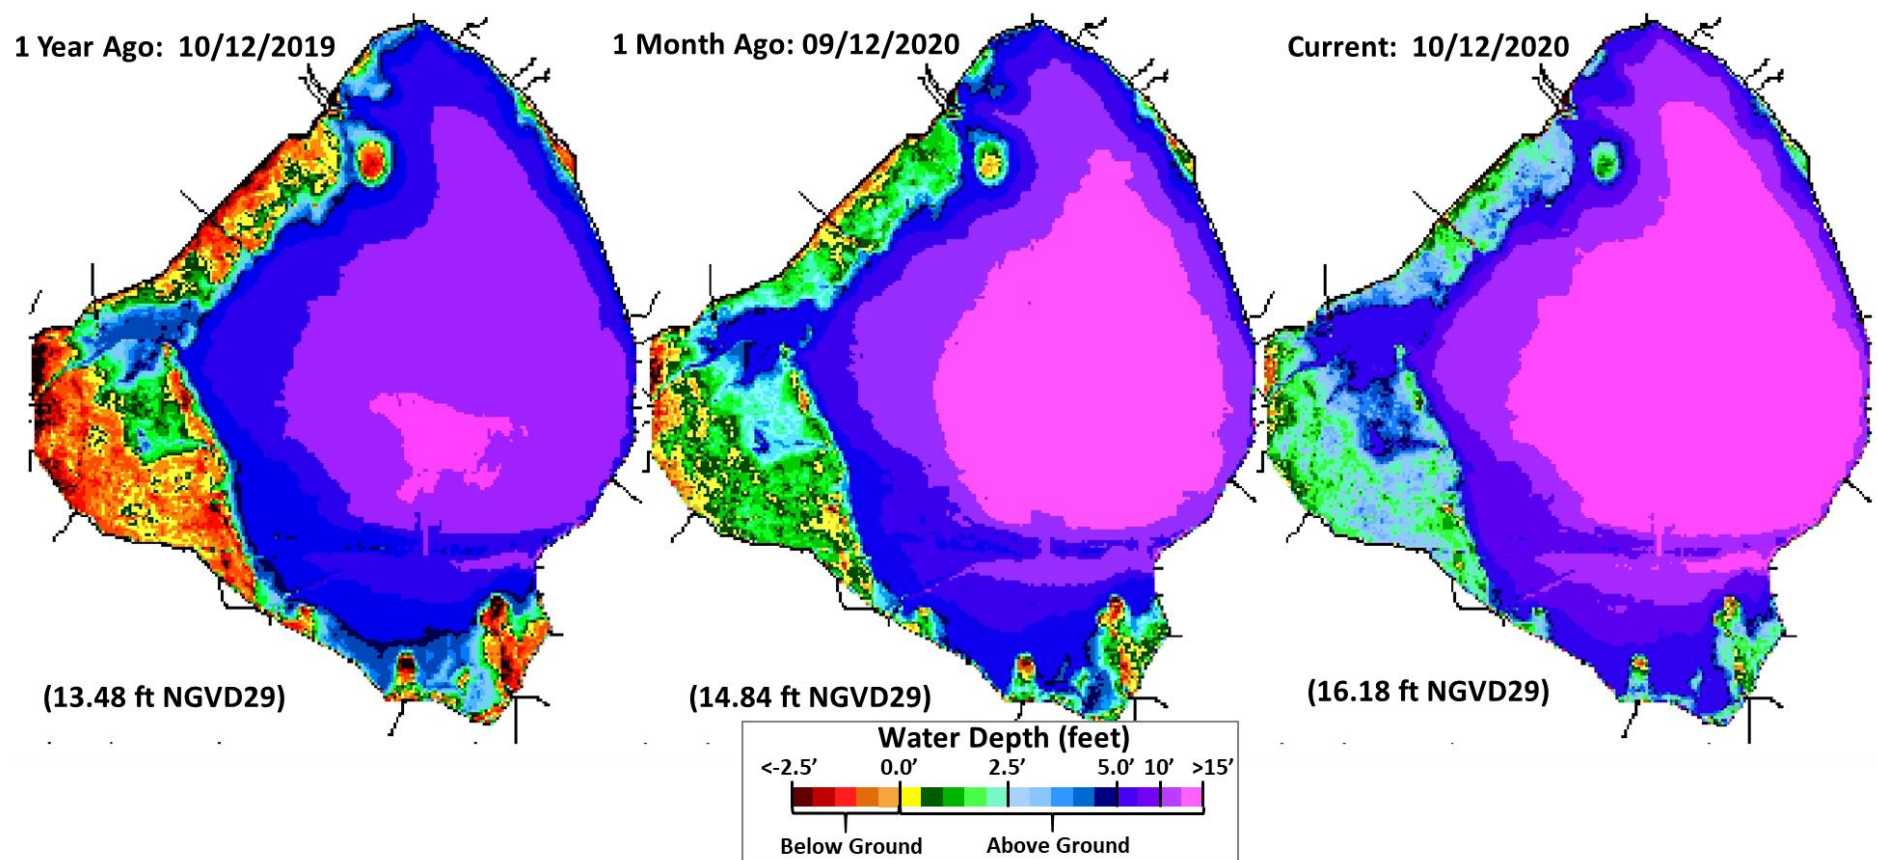 1 Year Ago:  10/12/2019
1 Month Ago: 09/12/2020
Current:  10/12/2020
(13.48 ft NGVD29)
(14.84 ft NGVD29)
(16.18 ft NGVD29)
Water Depth (feet)
<-2.5’ 0.0’ 2.5’ 5.0’ 10’ >15’
Below Ground Above Ground